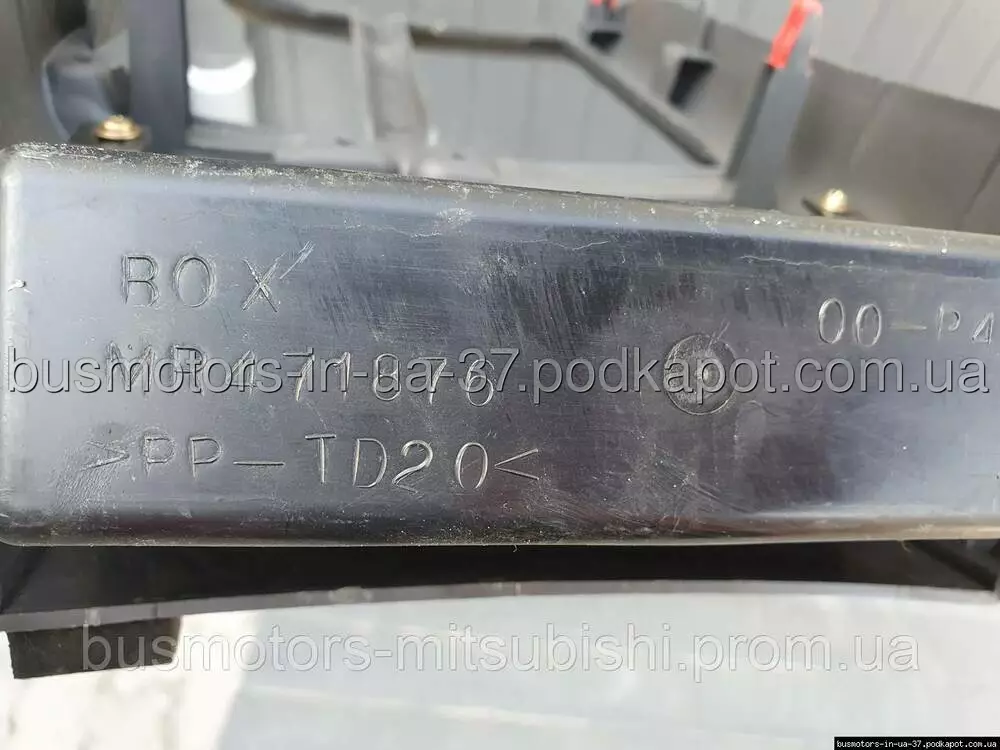 BOX
00-P4
MR471876
busmotors-in-ua-37.podkapot.com.ua
>PP-TD20<
busmotors-mitsubishi.prom.ua
busmotors-in-ua-37.podkapot.com.ua